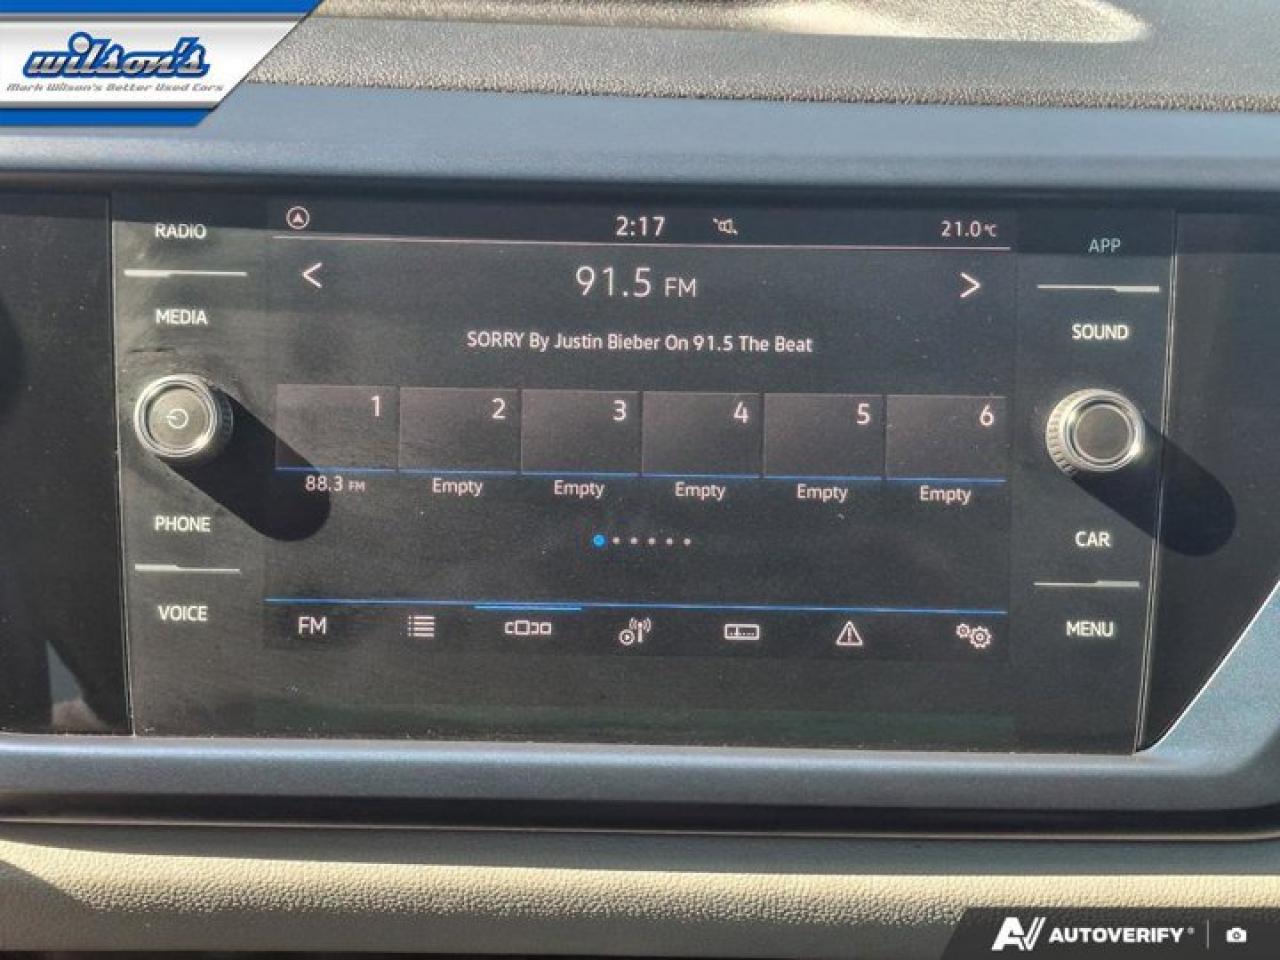 wilson's
Mark Wilson's Better Used Cars
RADIO
MEDIA
PHONE
VOICE
2:17
21.0°C
< 91.5 FM >
SORRY By Justin Bieber On 91.5 The Beat
1 2 3 4 5 6
88.3 FM Empty Empty Empty Empty Empty
FM
APP
SOUND
CAR
MENU
AUTOVERIFY